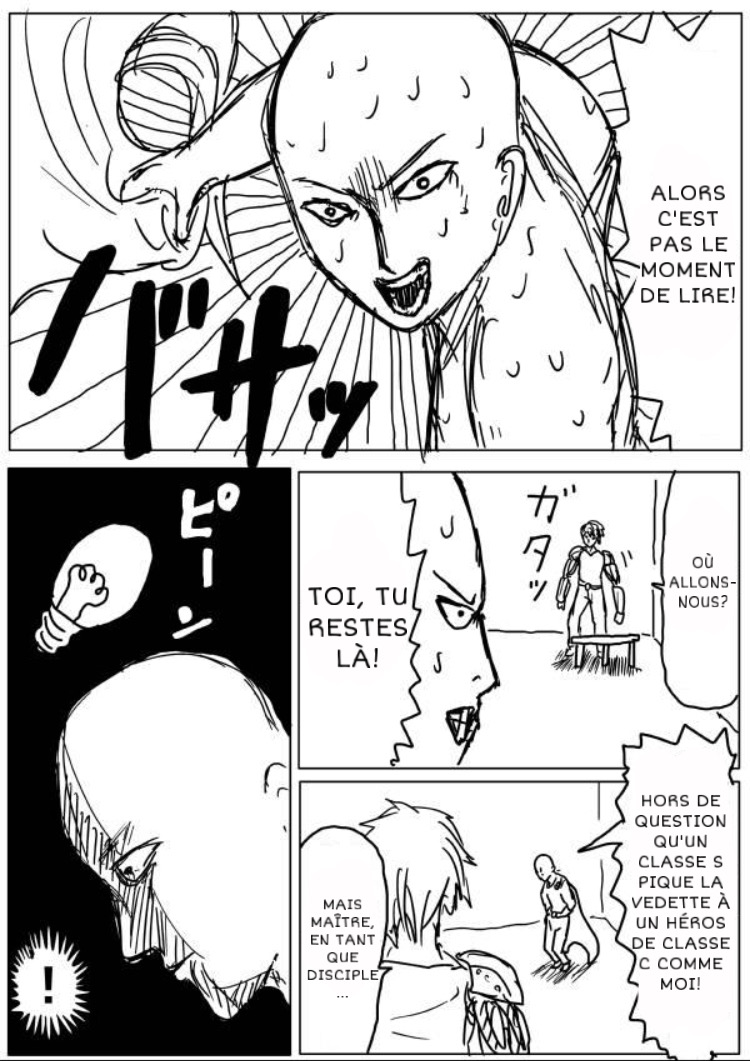 ALORS
C'EST
PAS LE
MOMENT
DE LIRE!
バサッ
OÙ
ALLONS-
NOUS?
ガタッ
TOI, TU
RESTES
LÀ!
HORS DE
QUESTION
QU'UN
CLASSE S
PIQUE LA
VEDETTE À
UN HÉROS
DE CLASSE
C COMME
MOI!
MAIS
MAÎTRE,
EN TANT
QUE
DISCIPLE
...
ピーン
!